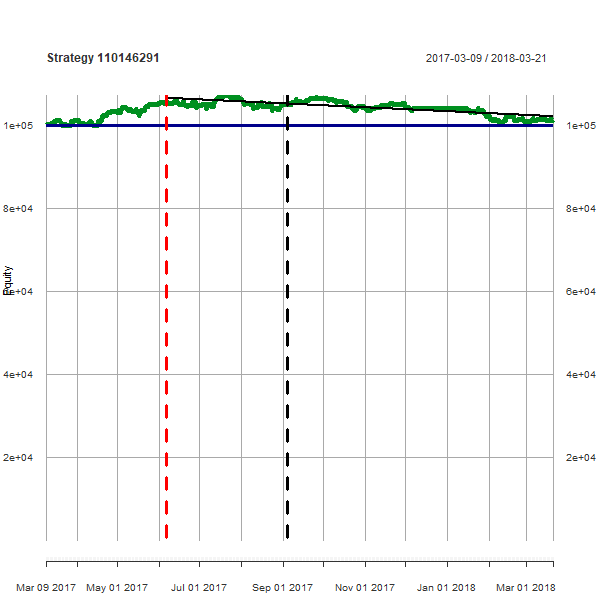 Strategy 110146291 2017-03-09 / 2018-03-21
1e+05 1e+05
8e+04 8e+04
Equity
6e+04 6e+04
4e+04 4e+04
2e+04 2e+04
Mar 09 2017 May 01 2017 Jul 01 2017 Sep 01 2017 Nov 01 2017 Jan 01 2018 Mar 01 2018